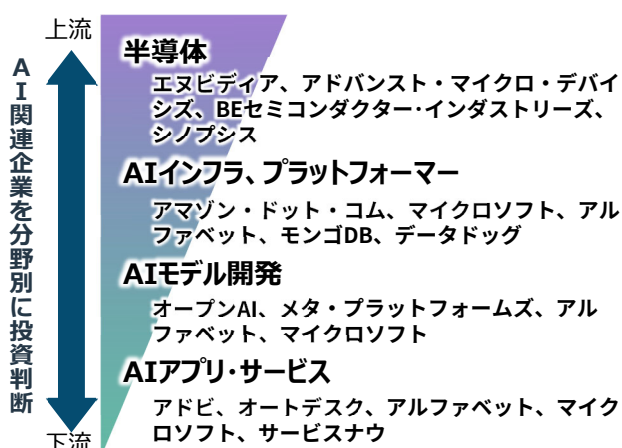 上流
AI関連企業を分野別に投資判断
半導体
エヌビディア、アドバンスト・マイクロ・デバイ
シズ、BEセミコンダクター・インダストリーズ、
シノプシス
AIインフラ、プラットフォーマー
アマゾン・ドット・コム、マイクロソフト、アル
ファベット、モンゴDB、データドッグ
AIモデル開発
オープンAI、メタ・プラットフォームズ、アル
ファベット、マイクロソフト
AIアプリ・サービス
アドビ、オートデスク、アルファベット、マイク
ロソフト、サービスナウ
下流